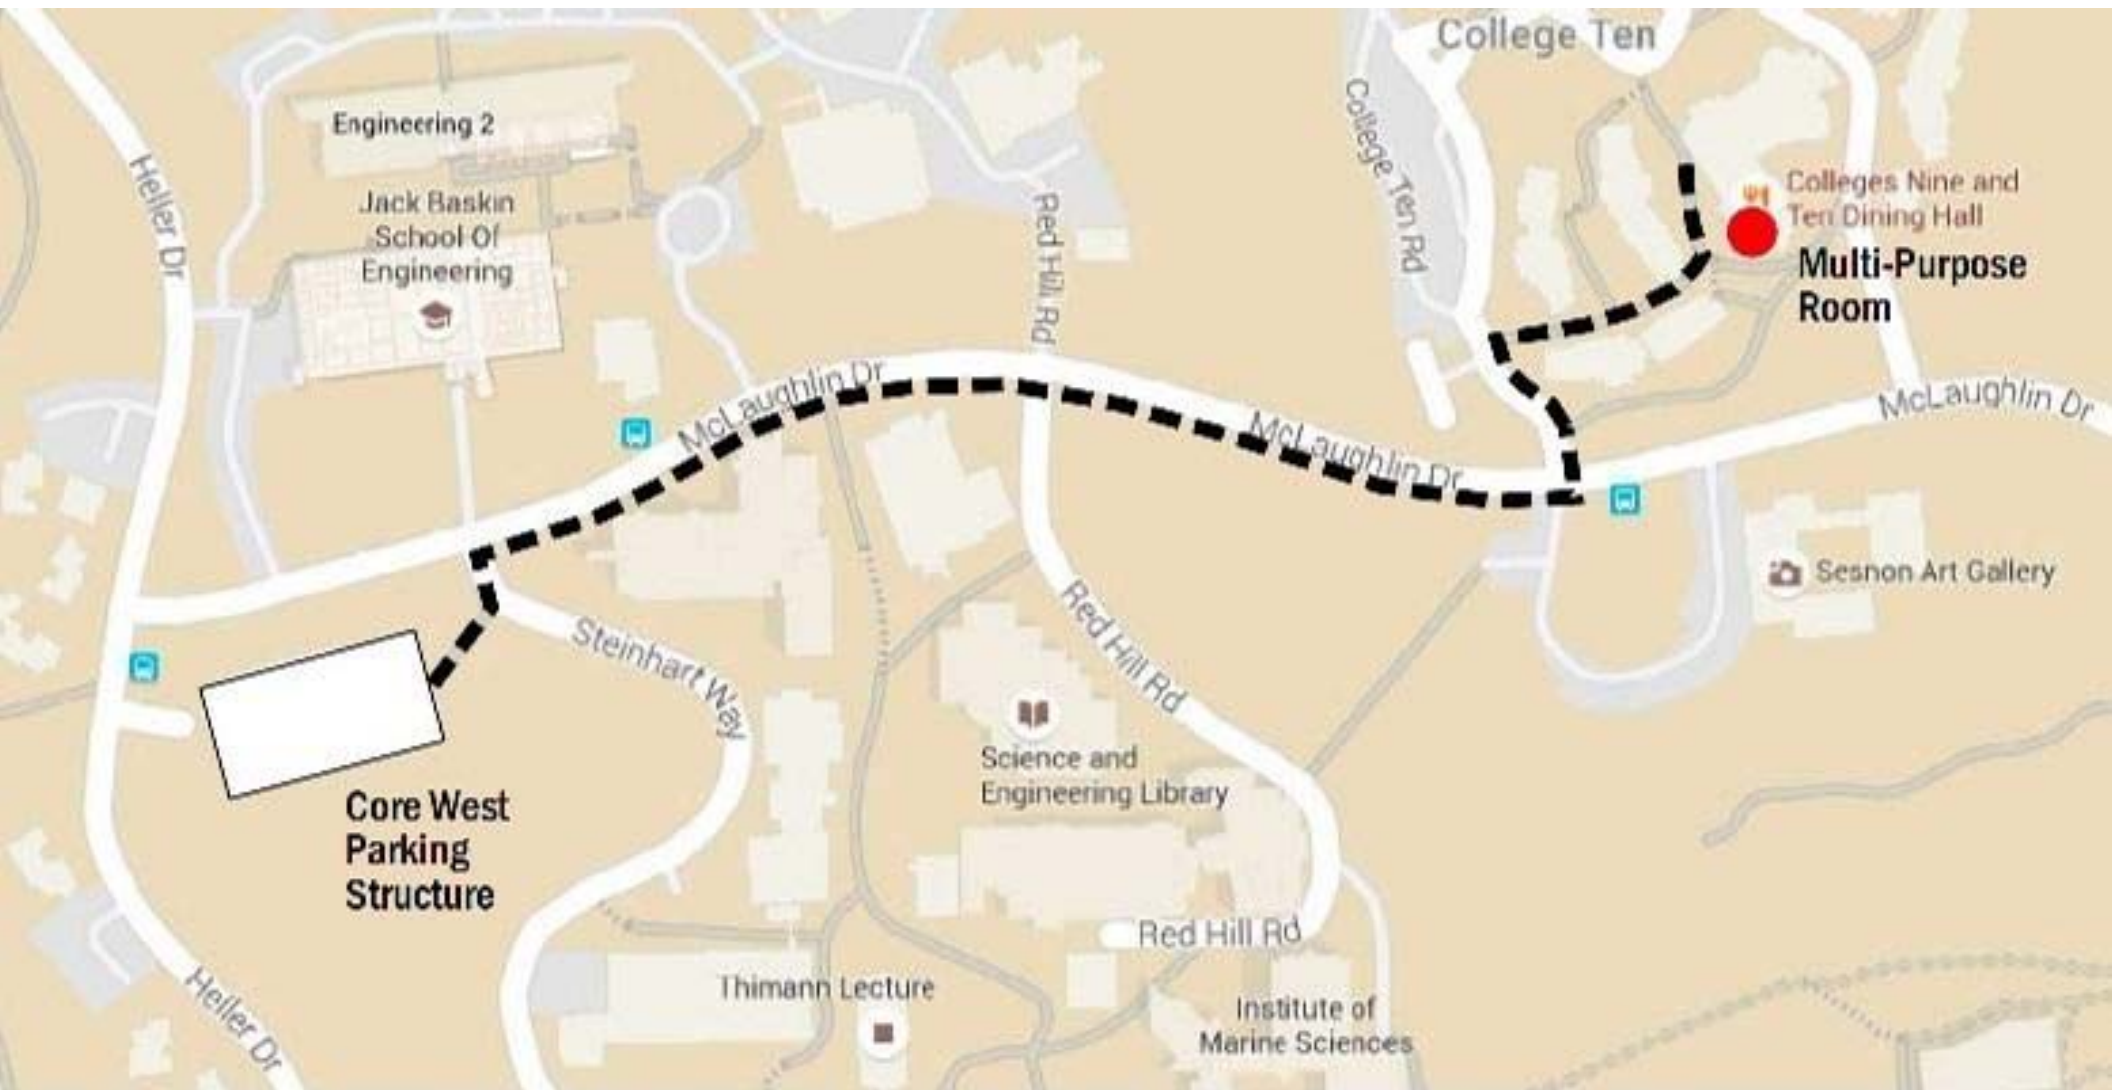 College Ten
Engineering 2
Heller Dr
College Ten Rd
Colleges Nine and
Ten Dining Hall
Jack Baskin
School Of
Engineering
Red Hill Rd
Multi-Purpose
Room
McLaughlin Dr
McLaughlin Dr
McLaughlin Dr
Sesnon Art Gallery
Steinhart Way
Red Hill Rd
Science and
Engineering Library
Core West
Parking
Structure
Red Hill Rd
Heller Dr
Thimann Lecture
Institute of
Marine Sciences